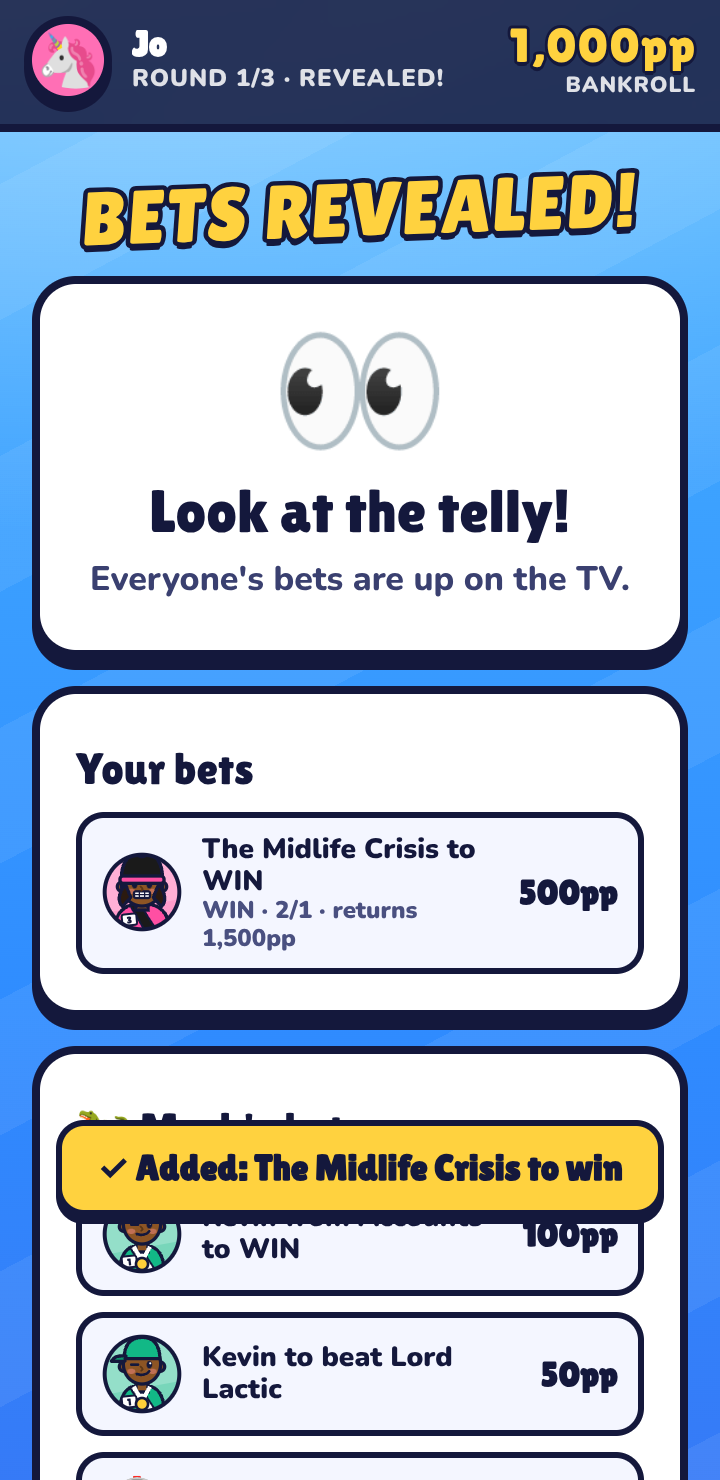 Jo
ROUND 1/3 · REVEALED!
1,000pp
BANKROLL
BETS REVEALED!
Look at the telly!
Everyone's bets are up on the TV.
Your bets
The Midlife Crisis to
WIN
WIN · 2/1 · returns
1,500pp
500pp
✓ Added: The Midlife Crisis to win
to WIN
100pp
Kevin to beat Lord
Lactic
50pp